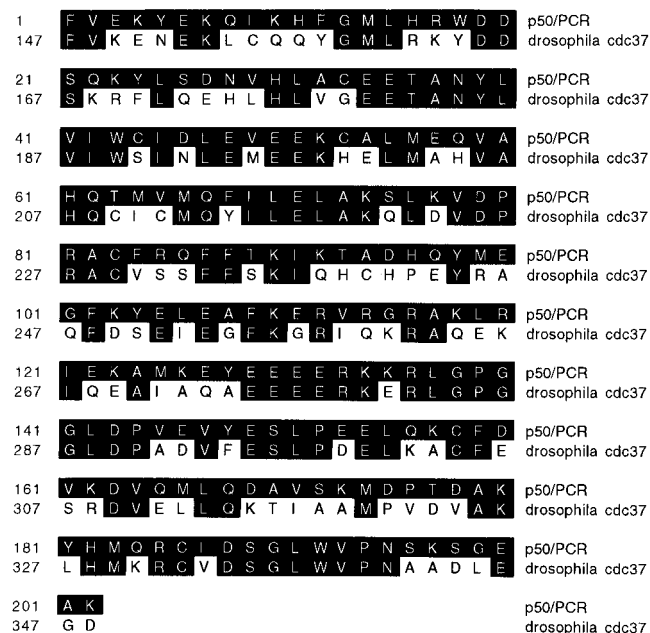 1 F V E K Y E K Q I K H F G M L H R W D D p50/PCR
147 F V K E N E K L C Q Q Y G M L R K Y D D drosophila cdc37
21 S Q K Y L S D N V H L A C E E T A N Y L p50/PCR
167 S K R F L Q E H L H L V G E E T A N Y L drosophila cdc37
41 V I W C I D L E V E E K C A L M E Q V A p50/PCR
187 V I W S I N L E M E E K H E L M A H V A drosophila cdc37
61 H Q T M V M Q F I L E L A K S L K V D P p50/PCR
207 H Q C I C M Q Y I L E L A K Q L D V D P drosophila cdc37
81 R A C F R Q F F T K I K T A D H Q Y M E p50/PCR
227 R A C V S S F F S K I Q H C H P E Y R A drosophila cdc37
101 G F K Y E L E A F K E R V R G R A K L R p50/PCR
247 Q F D S E I E G F K G R I Q K R A Q E K drosophila cdc37
121 I E K A M K E Y E E E E R K K R L G P G p50/PCR
267 I Q E A I A Q A E E E E R K E R L G P G drosophila cdc37
141 G L D P V E V Y E S L P E E L Q K C F D p50/PCR
287 G L D P A D V F E S L P D E L K A C F E drosophila cdc37
161 V K D V Q M L Q D A V S K M D P T D A K p50/PCR
307 S R D V E L L Q K T I A A M P V D V A K drosophila cdc37
181 Y H M Q R C I D S G L W V P N S K S G E p50/PCR
327 L H M K R C V D S G L W V P N A A D L E drosophila cdc37
201 A K p50/PCR
347 G D drosophila cdc37